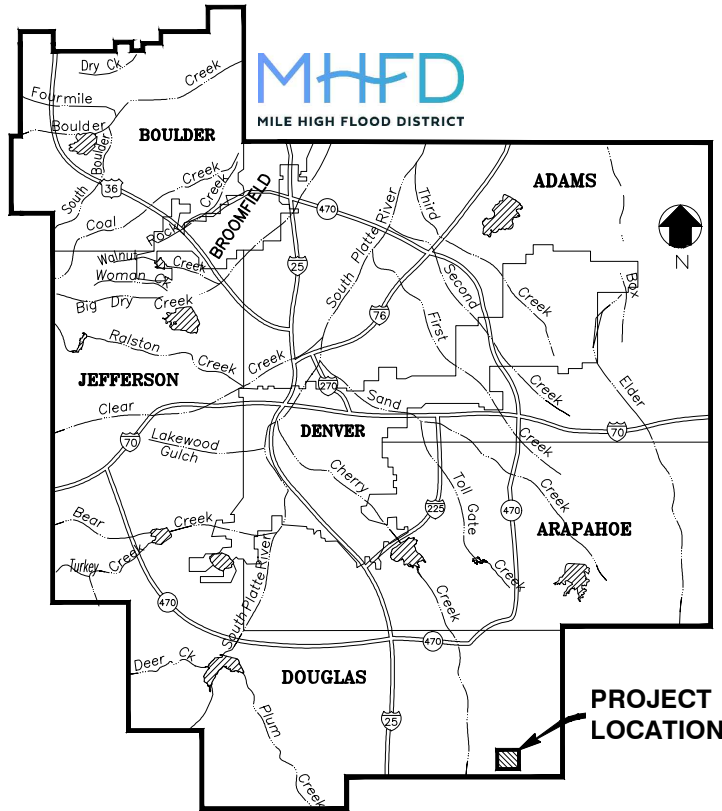 MHFD
MILE HIGH FLOOD DISTRICT
Dry Ck
Creek
Fourmile
Boulder
BOULDER
South Boulder
36
Coal Creek
Rock Creek
BROOMFIELD
470
25
South Platte River
Third Creek
ADAMS
N
Walnut Creek
Woman Ck
Big Dry Creek
Second Creek
Box Elder
76
First Creek
Ralston Creek
Clear Creek
JEFFERSON
270
Sand Creek
DENVER
70
70
Lakewood
Gulch
Cherry Creek
225
Toll Gate Creek
470
ARAPAHOE
Bear Creek
Turkey Creek
470
South Platte River
470
Deer Ck
DOUGLAS
Plum Creek
25
PROJECT
LOCATION